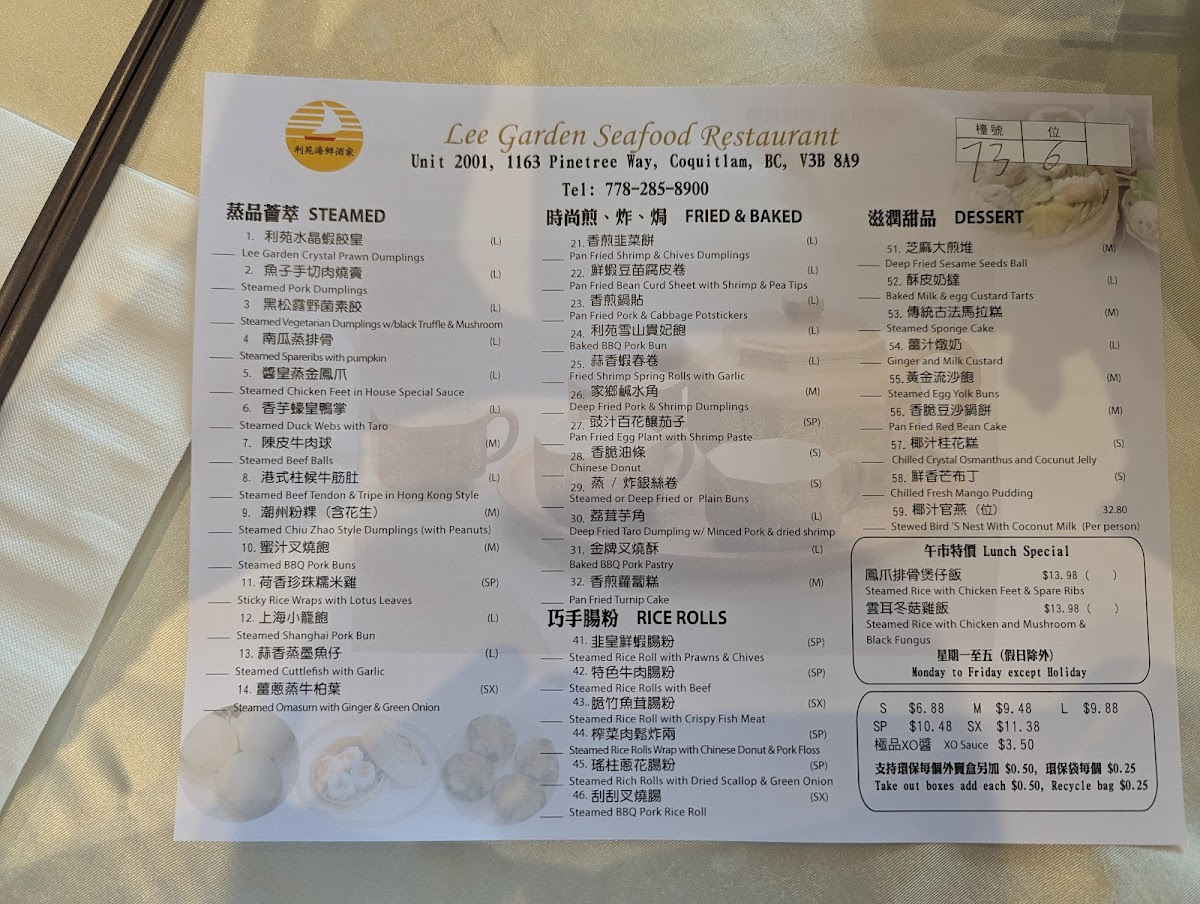 利苑海鮮酒家
Lee Garden Seafood Restaurant
Unit 2001, 1163 Pinetree Way, Coquitlam, BC, V3B 8A9
Tel: 778-285-8900
檯號 位
73 6
蒸品薈萃 STEAMED
1. 利苑水晶蝦餃皇 (L)
Lee Garden Crystal Prawn Dumplings
2. 魚子手切肉燒賣 (L)
Steamed Pork Dumplings
3 黑松露野菌素餃 (L)
Steamed Vegetarian Dumplings w/black Truffle & Mushroom
4 南瓜蒸排骨 (L)
Steamed Spareribs with pumpkin
5. 醬皇蒸金鳳爪 (L)
Steamed Chicken Feet in House Special Sauce
6. 香芋蠔皇鴨掌 (L)
Steamed Duck Webs with Taro
7. 陳皮牛肉球 (M)
Steamed Beef Balls
8. 港式柱候牛筋肚 (L)
Steamed Beef Tendon & Tripe in Hong Kong Style
9. 潮州粉粿（含花生） (M)
Steamed Chiu Zhao Style Dumplings (with Peanuts)
10. 蜜汁叉燒飽 (M)
Steamed BBQ Pork Buns
11. 荷香珍珠糯米雞 (SP)
Sticky Rice Wraps with Lotus Leaves
12. 上海小籠飽 (L)
Steamed Shanghai Pork Bun
13. 蒜香蒸墨魚仔 (L)
Steamed Cuttlefish with Garlic
14. 薑蔥蒸牛柏葉 (SX)
Steamed Omasum with Ginger & Green Onion
時尚煎、炸、焗 FRIED & BAKED
21. 香煎韭菜餅 (L)
Pan Fried Shrimp & Chives Dumplings
22. 鮮蝦豆苗腐皮卷 (L)
Pan Fried Bean Curd Sheet with Shrimp & Pea Tips
23. 香煎鍋貼 (L)
Pan Fried Pork & Cabbage Potstickers
24. 利苑雪山貴妃飽 (L)
Baked BBQ Pork Bun
25. 蒜香蝦春卷 (L)
Fried Shrimp Spring Rolls with Garlic
26. 家鄉鹹水角 (M)
Deep Fried Pork & Shrimp Dumplings
27. 豉汁百花釀茄子 (SP)
Pan Fried Egg Plant with Shrimp Paste
28. 香脆油條 (S)
Chinese Donut
29. 蒸 / 炸銀絲卷 (S)
Steamed or Deep Fried or Plain Buns
30. 荔茸芋角 (L)
Deep Fried Taro Dumpling w/ Minced Pork & dried shrimp
31. 金牌叉燒酥 (L)
Baked BBQ Pork Pastry
32. 香煎蘿蔔糕 (M)
Pan Fried Turnip Cake
巧手腸粉 RICE ROLLS
41. 韭皇鮮蝦腸粉 (SP)
Steamed Rice Roll with Prawns & Chives
42. 特色牛肉腸粉 (SP)
Steamed Rice Rolls with Beef
43.. 脆竹魚茸腸粉 (SX)
Steamed Rice Roll with Crispy Fish Meat
44. 榨菜肉鬆炸兩 (SP)
Steamed Rice Rolls Wrap with Chinese Donut & Pork Floss
45. 瑤柱蔥花腸粉 (SP)
Steamed Rich Rolls with Dried Scallop & Green Onion
46. 刮刮叉燒腸 (SX)
Steamed BBQ Pork Rice Roll
滋潤甜品 DESSERT
51. 芝麻大煎堆 (M)
Deep Fried Sesame Seeds Ball
52. 酥皮奶撻 (L)
Baked Milk & egg Custard Tarts
53. 傳統古法馬拉糕 (M)
Steamed Sponge Cake
54. 薑汁燉奶 (L)
Ginger and Milk Custard
55. 黃金流沙飽 (M)
Steamed Egg Yolk Buns
56. 香脆豆沙鍋餅 (M)
Pan Fried Red Bean Cake
57. 椰汁桂花糕 (S)
Chilled Crystal Osmanthus and Coconut Jelly
58. 鮮香芒布丁 (S)
Chilled Fresh Mango Pudding
59. 椰汁官燕（位） 32.80
Stewed Bird 'S Nest With Coconut Milk (Per person)
午市特價 Lunch Special
鳳爪排骨煲仔飯 $13.98 ( )
Steamed Rice with Chicken Feet & Spare Ribs
雲耳冬菇雞飯 $13.98 ( )
Steamed Rice with Chicken and Mushroom &
Black Fungus
星期一至五（假日除外）
Monday to Friday except Holiday
S $6.88 M $9.48 L $9.88
SP $10.48 SX $11.38
極品XO醬 XO Sauce $3.50
支持環保每個外賣盒另加 $0.50, 環保袋每個 $0.25
Take out boxes add each $0.50, Recycle bag $0.25